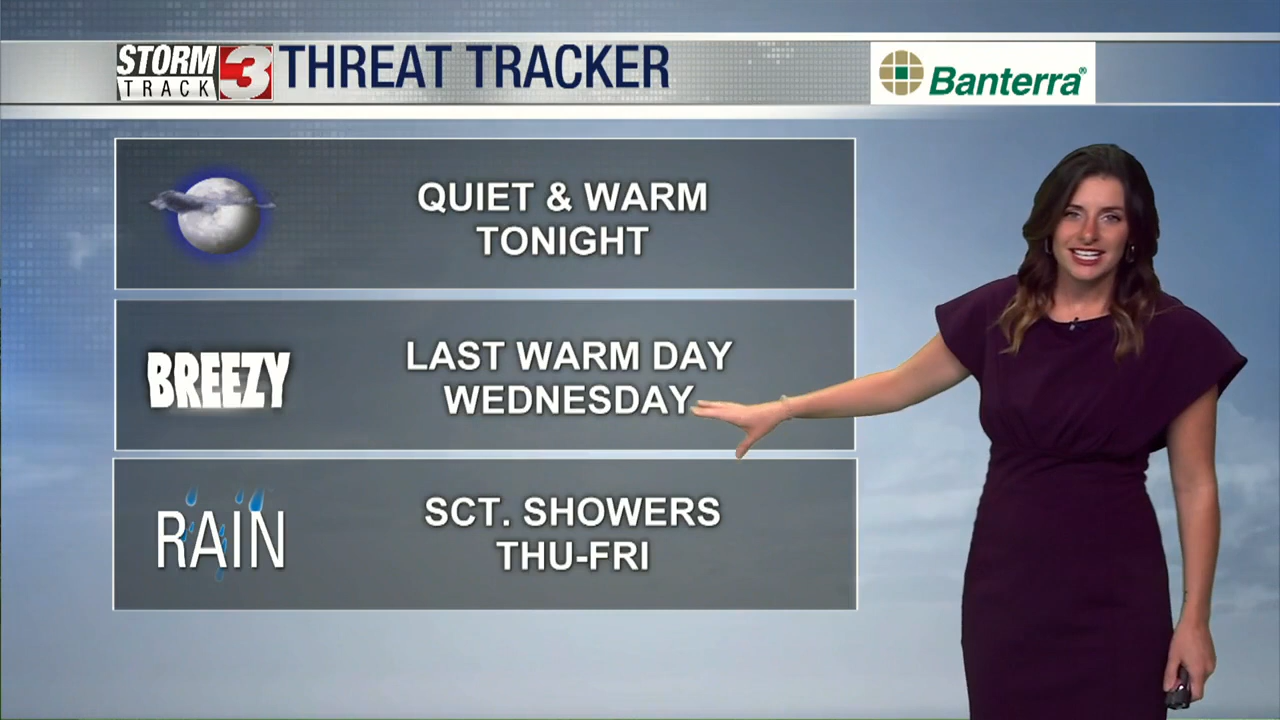 STORM
TRACK
3
THREAT TRACKER
Banterra®
QUIET & WARM
TONIGHT
BREEZY
LAST WARM DAY
WEDNESDAY
RAIN
SCT. SHOWERS
THU-FRI